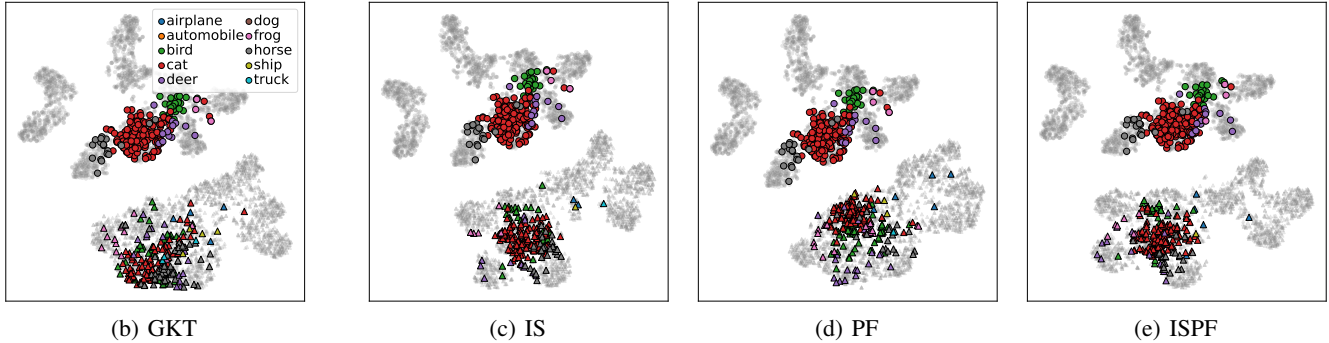 airplane dog
automobile frog
bird horse
cat ship
deer truck
(b) GKT (c) IS (d) PF (e) ISPF